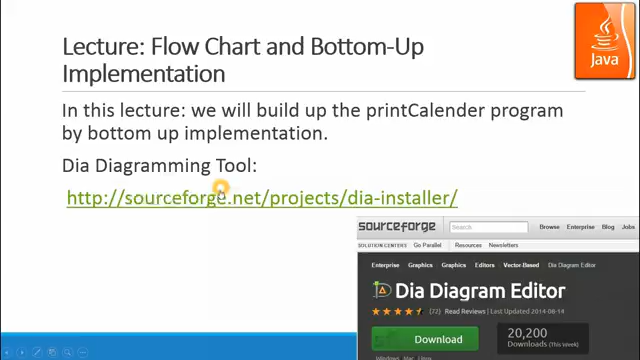 Lecture: Flow Chart and Bottom-Up
Implementation
Java
In this lecture: we will build up the printCalender program
by bottom up implementation.
Dia Diagramming Tool:
http://sourceforge.net/projects/dia-installer/
sourceforge
Search
Browse Enterprise Blog Jobs
SOLUTION CENTERS Go Parallel Resources Newsletters
Enterprise Graphics Graphics Editors Vector-Based Dia Diagram Editor
Dia Diagram Editor
(72) Read Reviews | Last Updated 2014-08-14
Download
20,200
Downloads (This Week)
Windows Mac Linux